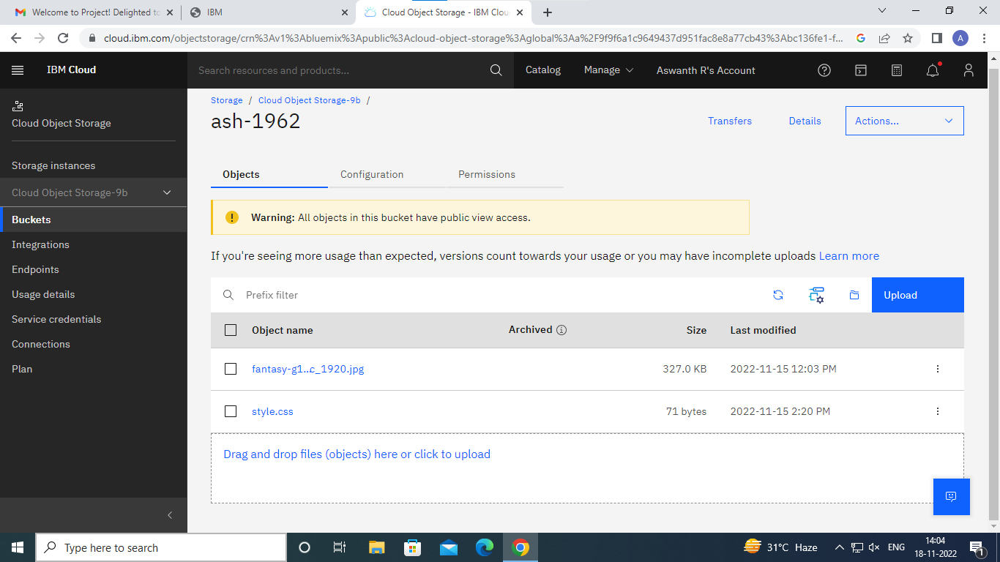 Welcome to Project! Delighted to
IBM
Cloud Object Storage - IBM Clou
cloud.ibm.com/objectstorage/crn%3Av1%3Abluemix%3Apublic%3Acloud-object-storage%3Aglobal%3Aa%2F9f9f6a1c9649437d951fac8e8a77cb43%3Abc136fe1-f...
A
IBM Cloud
Search resources and products...
Catalog
Manage
Aswanth R's Account
Cloud Object Storage
Storage instances
Cloud Object Storage-9b
Buckets
Integrations
Endpoints
Usage details
Service credentials
Connections
Plan
Storage / Cloud Object Storage-9b /
ash-1962
Transfers
Details
Actions...
Objects
Configuration
Permissions
Warning: All objects in this bucket have public view access.
If you're seeing more usage than expected, versions count towards your usage or you may have incomplete uploads Learn more
Prefix filter
Upload
Object name Archived Size Last modified
fantasy-g1...c_1920.jpg 327.0 KB 2022-11-15 12:03 PM
style.css 71 bytes 2022-11-15 2:20 PM
Drag and drop files (objects) here or click to upload
Type here to search
31°C Haze
ENG
14:04
18-11-2022
1